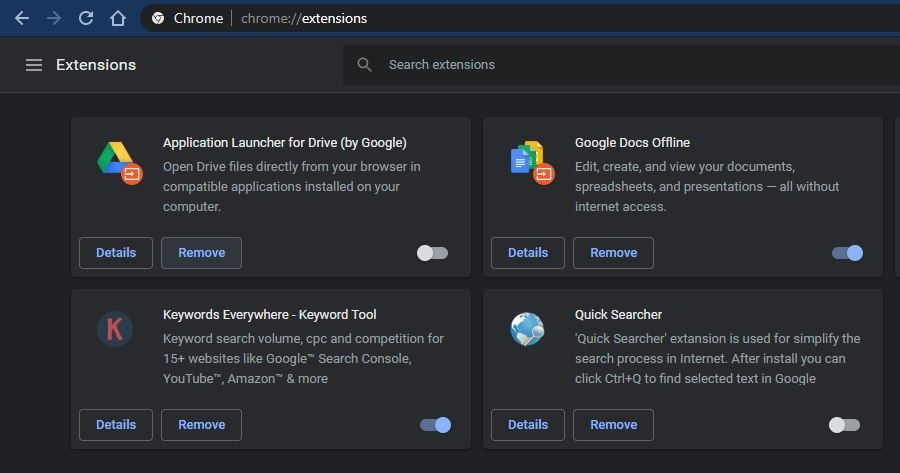 Chrome | chrome://extensions
Extensions
Search extensions
Application Launcher for Drive (by Google)
Open Drive files directly from your browser in
compatible applications installed on your
computer.
Details
Remove
Google Docs Offline
Edit, create, and view your documents,
spreadsheets, and presentations — all without
internet access.
Details
Remove
Keywords Everywhere - Keyword Tool
Keyword search volume, cpc and competition for
15+ websites like Google™ Search Console,
YouTube™, Amazon™ & more
Details
Remove
Quick Searcher
'Quick Searcher' extansion is used for simplify the
search process in Internet. After install you can
click Ctrl+Q to find selected text in Google
Details
Remove